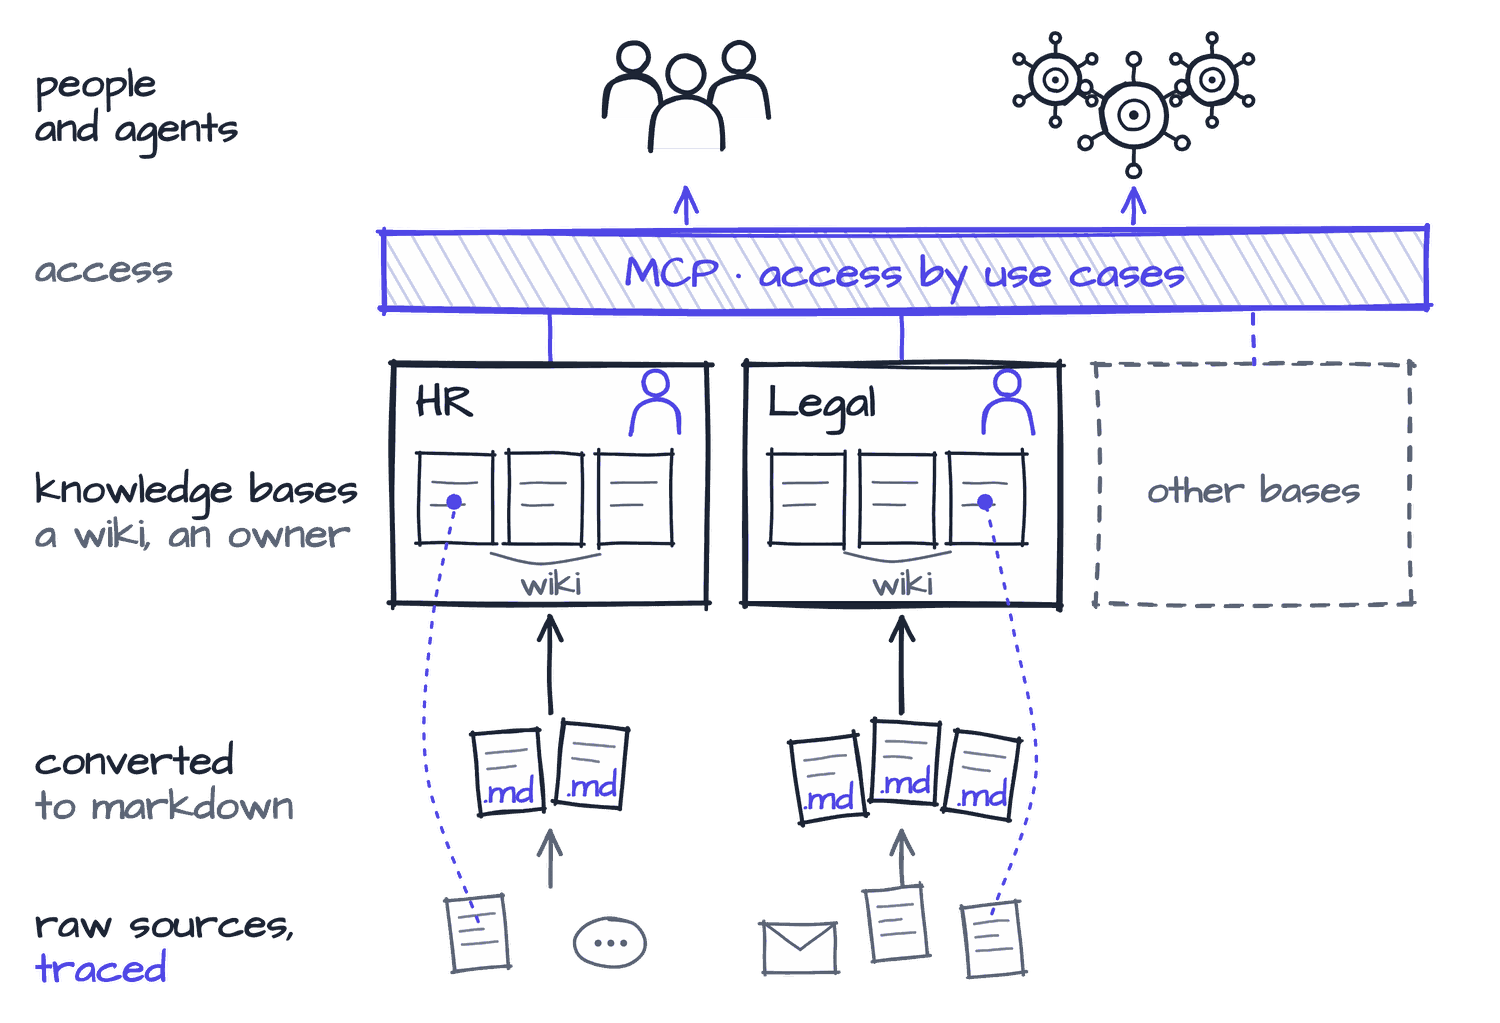 people
and agents
access
MCP · access by use cases
HR
Legal
knowledge bases
a wiki, an owner
other bases
wiki
wiki
converted
to markdown
.md
.md
.md
.md
.md
raw sources,
traced